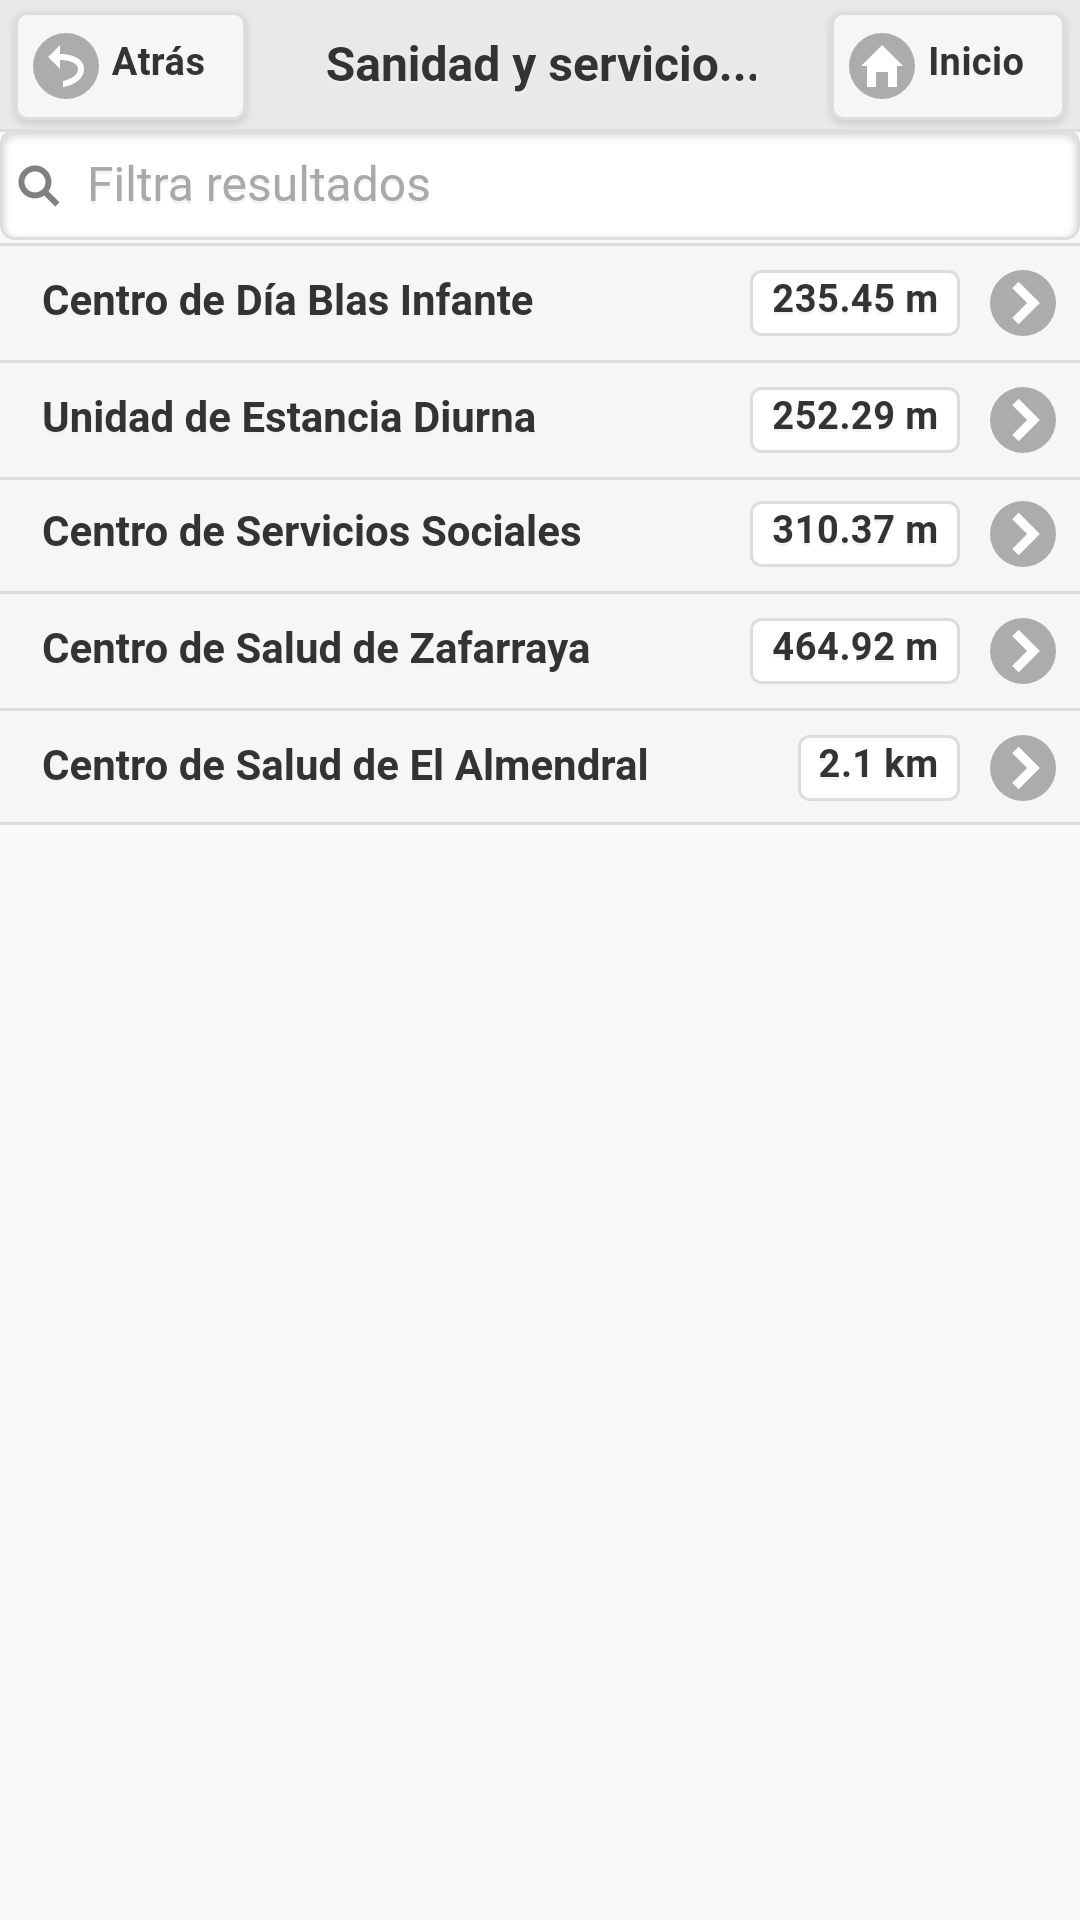 Atrás
Sanidad y servicio...
Inicio
Filtra resultados
Centro de Día Blas Infante 235.45 m
Unidad de Estancia Diurna 252.29 m
Centro de Servicios Sociales 310.37 m
Centro de Salud de Zafarraya 464.92 m
Centro de Salud de El Almendral 2.1 km